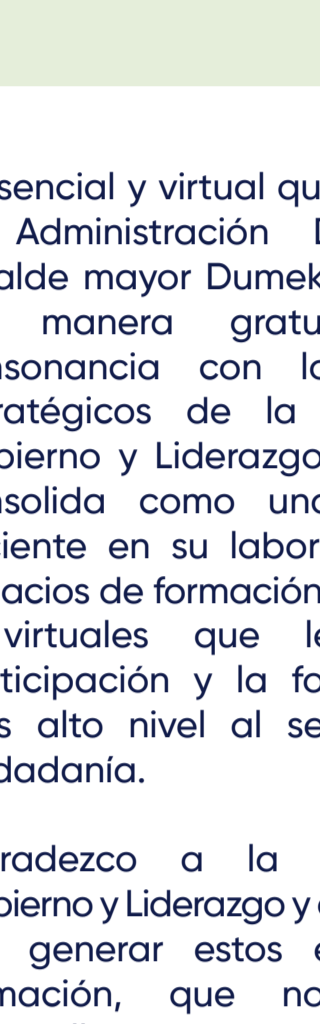 sencial y virtual qu
Administración D
alde mayor Dumek
manera gratu
nsonancia con lo
ratégicos de la
bierno y Liderazgo
nsolida como una
ciente en su labor
acios de formación
virtuales que le
ticipación y la fo
s alto nivel al se
dadanía.
radezco a la
bierno y Liderazgo y
generar estos e
mación, que no